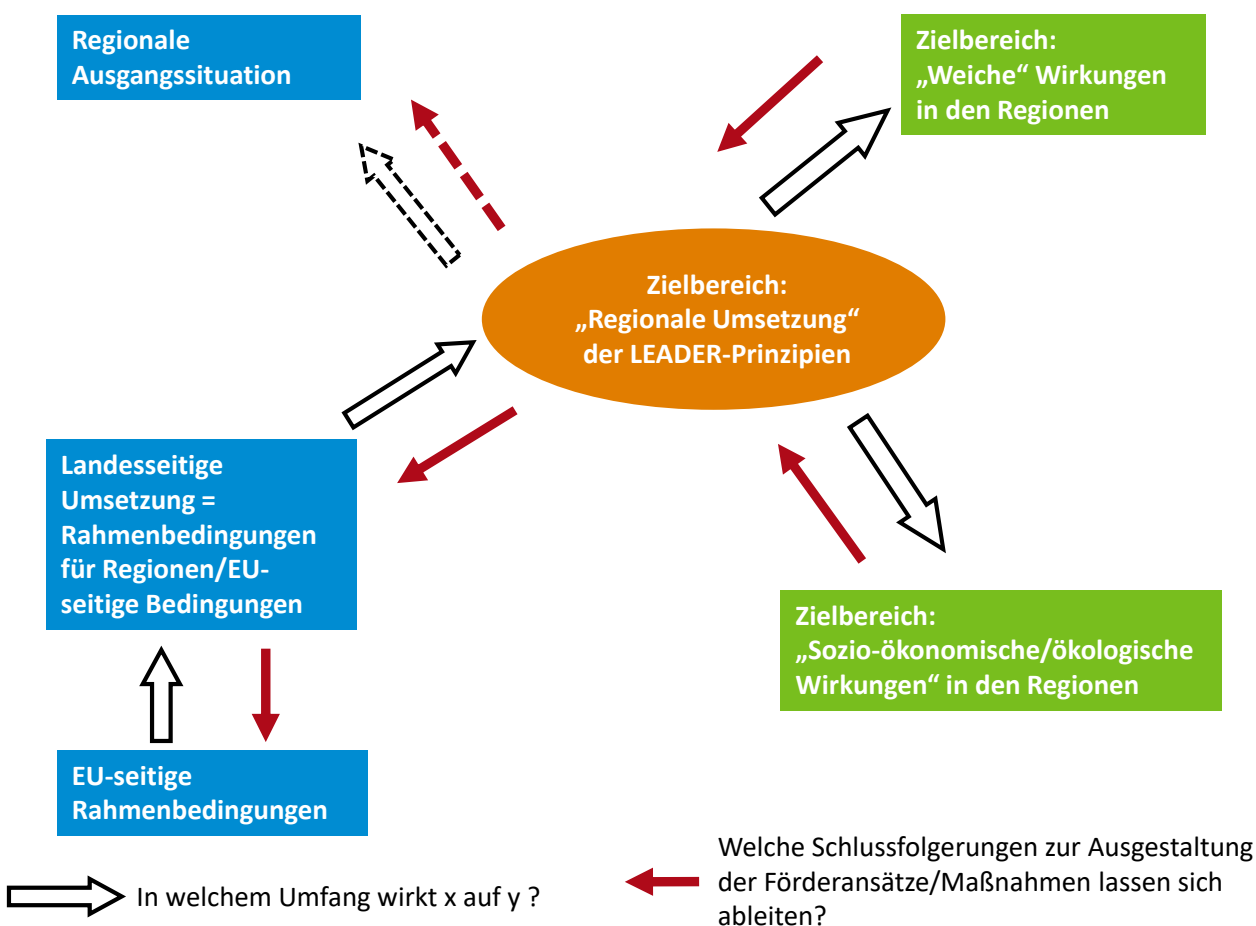 Regionale
Ausgangssituation
Zielbereich:
„Weiche“ Wirkungen
in den Regionen
Zielbereich:
„Regionale Umsetzung“
der LEADER-Prinzipien
Landesseitige
Umsetzung =
Rahmenbedingungen
für Regionen/EU-
seitige Bedingungen
Zielbereich:
„Sozio-ökonomische/ökologische
Wirkungen“ in den Regionen
EU-seitige
Rahmenbedingungen
In welchem Umfang wirkt x auf y ?
Welche Schlussfolgerungen zur Ausgestaltung
der Förderansätze/Maßnahmen lassen sich
ableiten?